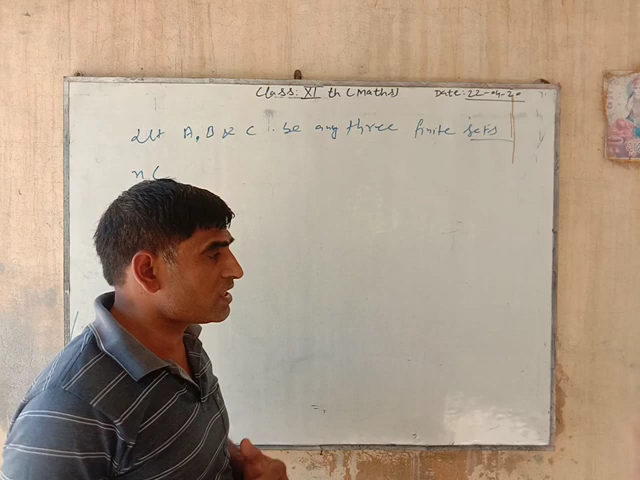 Class: XI th (Maths) Date: 22-04-20
Let A, B & C be any three finite sets
n(